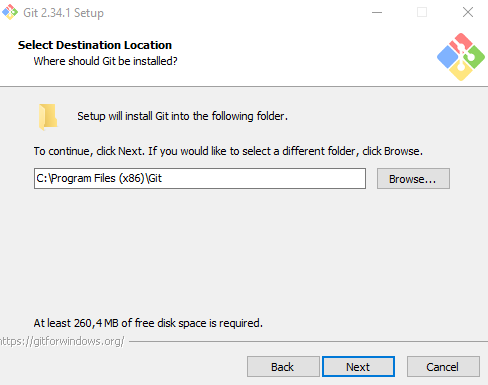 Git 2.34.1 Setup
Select Destination Location
Where should Git be installed?
Setup will install Git into the following folder.
To continue, click Next. If you would like to select a different folder, click Browse.
C:\Program Files (x86)\Git
Browse...
At least 260,4 MB of free disk space is required.
https://gitforwindows.org/
Back
Next
Cancel